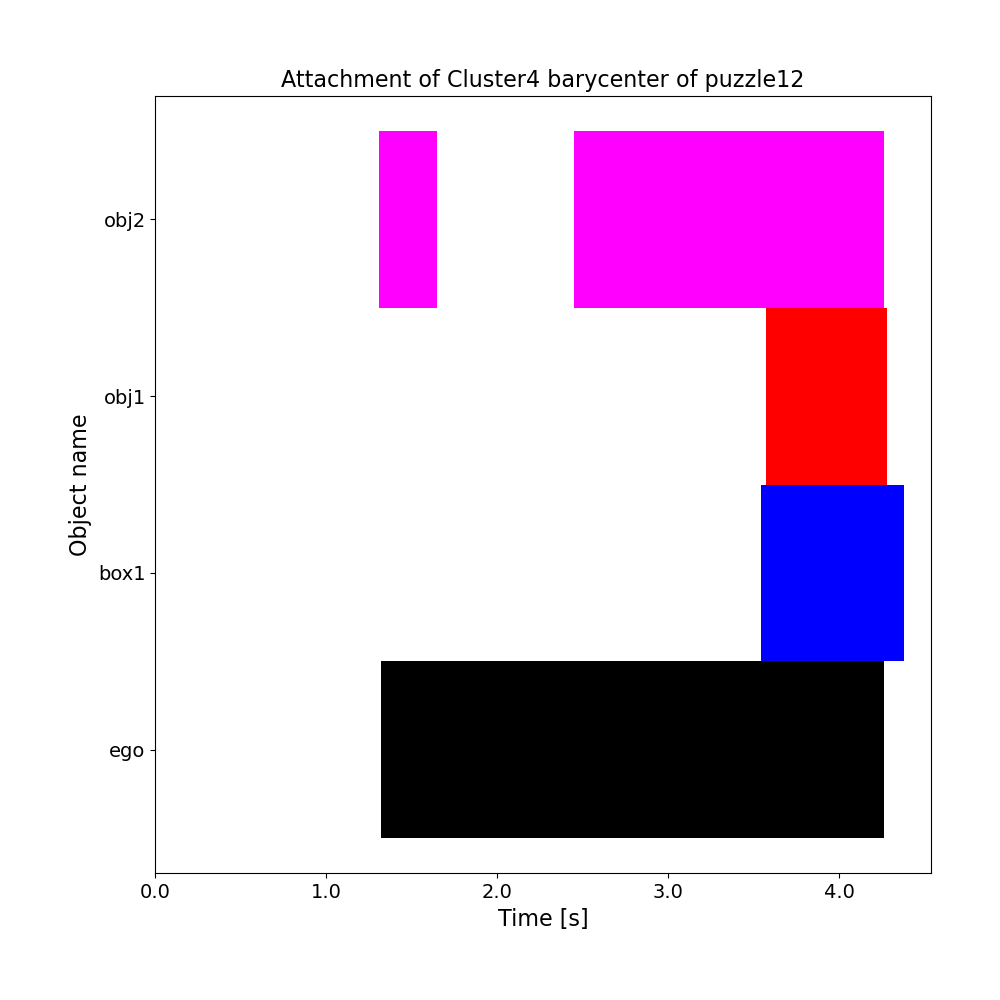 Attachment of Cluster4 barycenter of puzzle12
obj2
obj1
box1
ego
Object name
0.0 1.0 2.0 3.0 4.0
Time [s]